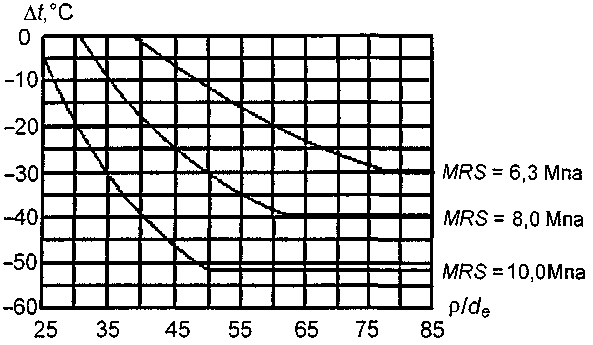 Δt,°C
0
–10
–20
–30
–40
–50
–60
25 35 45 55 65 75 85
ρ/de
MRS = 6,3 Мпа
MRS = 8,0 Мпа
MRS = 10,0Мпа